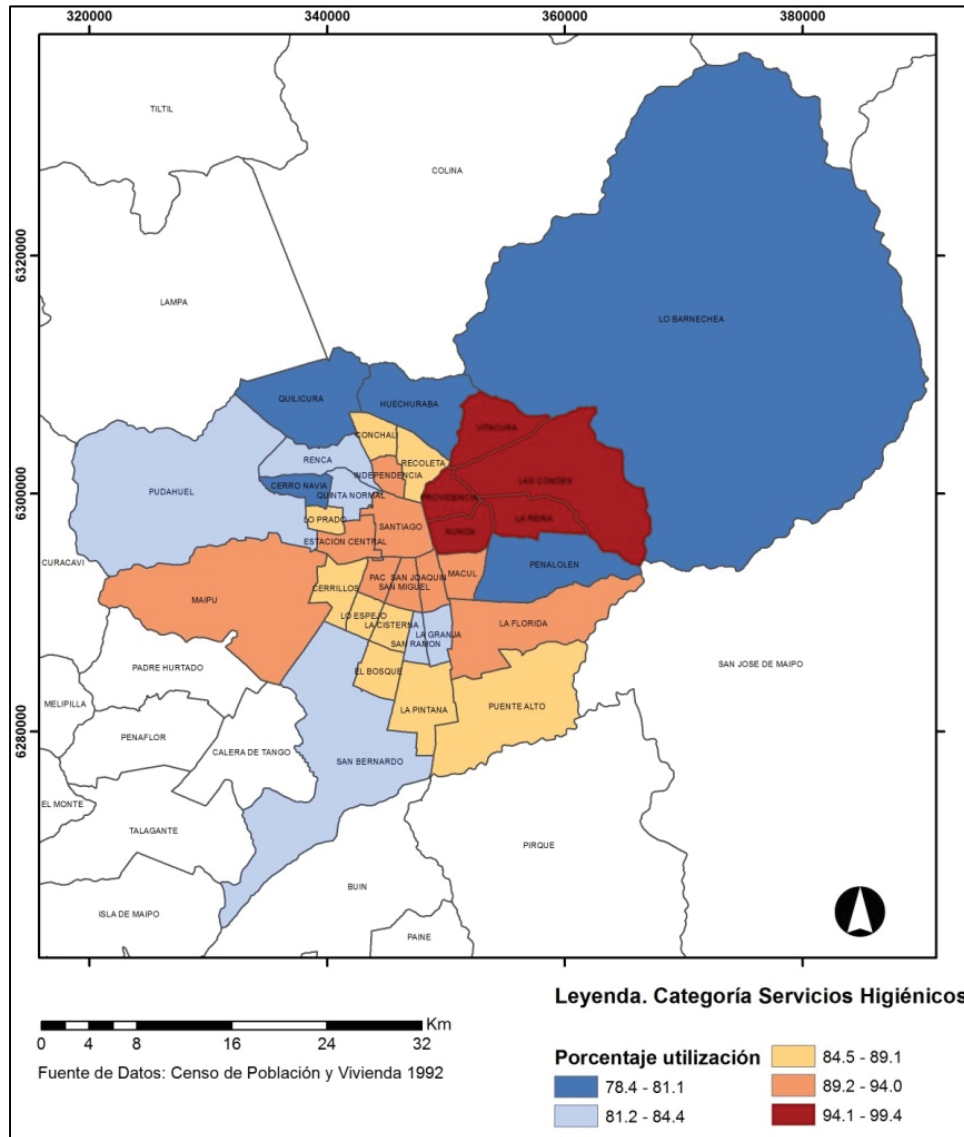 320000 340000 360000 380000
TILTIL
COLINA
6320000
LAMPA
LO BARNECHEA
QUILICURA
HUECHURABA
VITACURA
CONCHALI
RECOLETA
RENCA
INDEPENDENCIA
LAS CONDES
CERRO NAVIA
PUDAHUEL
QUINTA NORMAL
PROVIDENCIA
6300000
LO PRADO
LA REINA
SANTIAGO
NUNOA
ESTACION CENTRAL
CURACAVI
PENALOLEN
PAC
SAN JOAQUIN
MACUL
CERRILLOS
SAN MIGUEL
MAIPU
LO ESPEJO
LA CISTERNA
LA FLORIDA
LA GRANJA
SAN RAMON
PADRE HURTADO
EL BOSQUE
SAN JOSE DE MAIPO
MELIPILLA
LA PINTANA
PUENTE ALTO
PENAFLOR
6280000
CALERA DE TANGO
SAN BERNARDO
EL MONTE
TALAGANTE
PIRQUE
BUIN
ISLA DE MAIPO
PAINE
Leyenda. Categoría Servicios Higiénicos
Km
0 4 8 16 24 32
Porcentaje utilización
84.5 - 89.1
Fuente de Datos: Censo de Población y Vivienda 1992
78.4 - 81.1
89.2 - 94.0
81.2 - 84.4
94.1 - 99.4